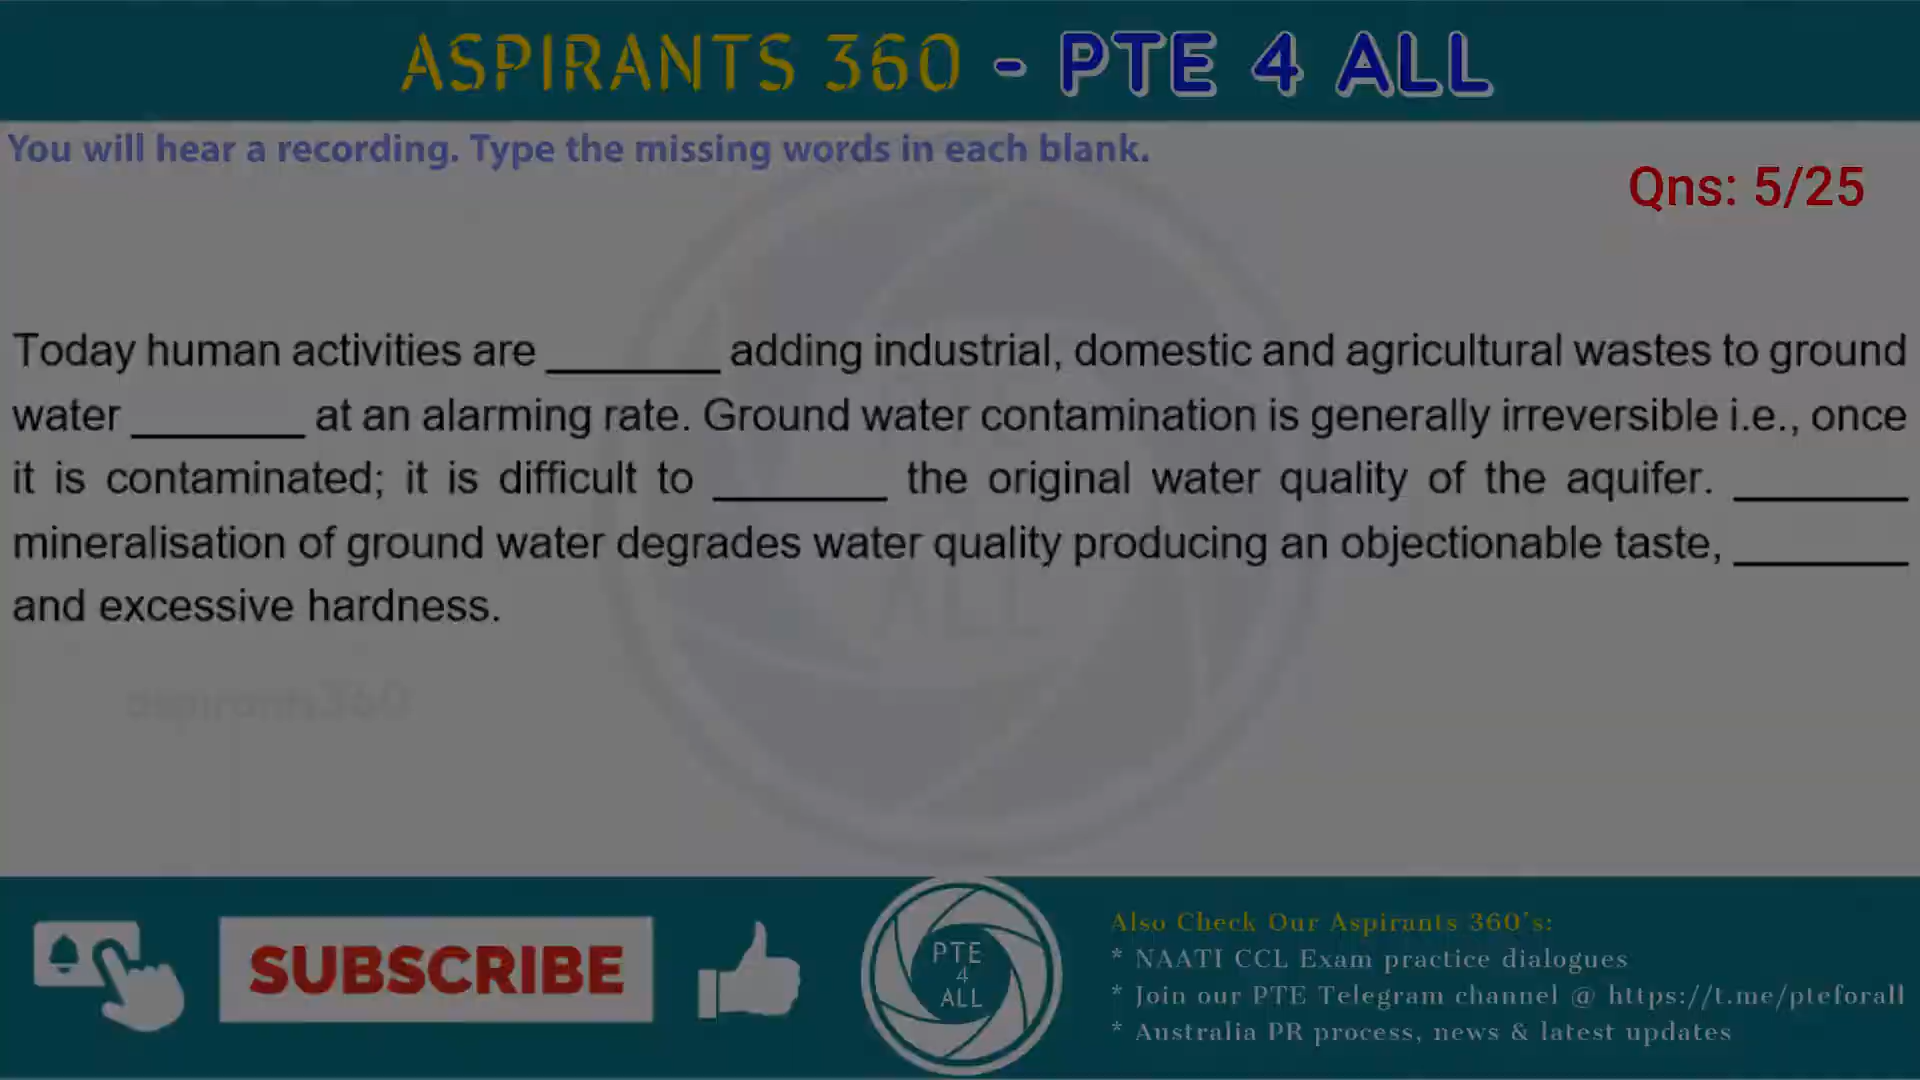 ASPIRANTS 360 - PTE 4 ALL
You will hear a recording. Type the missing words in each blank.
Qns: 5/25
Today human activities are ________ adding industrial, domestic and agricultural wastes to ground
water ________ at an alarming rate. Ground water contamination is generally irreversible i.e., once
it is contaminated; it is difficult to ________ the original water quality of the aquifer. ________
mineralisation of ground water degrades water quality producing an objectionable taste, ________
and excessive hardness.
aspirants360
SUBSCRIBE
PTE
4
ALL
Also Check Our Aspirants 360's:
* NAATI CCL Exam practice dialogues
* Join our PTE Telegram channel @ https://t.me/pteforall
* Australia PR process, news & latest updates